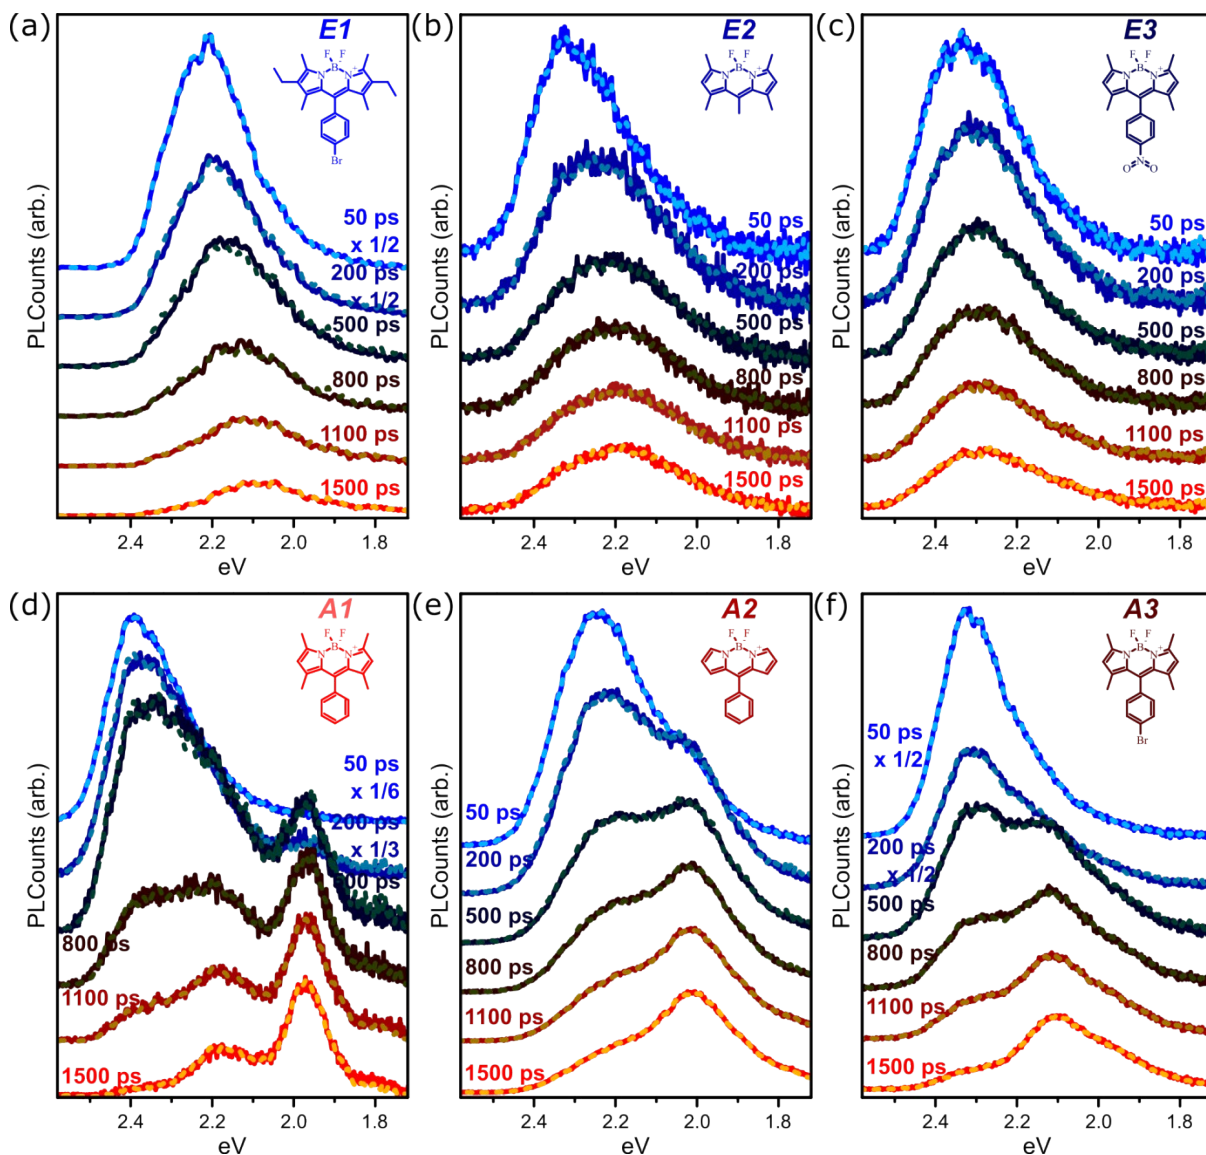 (a)
E1
F F
B
N N+
Br
50 ps
x 1/2
200 ps
x 1/2
500 ps
800 ps
1100 ps
1500 ps
PLCounts (arb.)
2.4 2.2 2.0 1.8
eV
(b)
E2
F F
B-
N N+
50 ps
200 ps
500 ps
800 ps
1100 ps
1500 ps
PLCounts (arb.)
2.4 2.2 2.0 1.8
eV
(c)
E3
F F
B-
N N+
N+
O O
50 ps
200 ps
500 ps
800 ps
1100 ps
1500 ps
PLCounts (arb.)
2.4 2.2 2.0 1.8
eV
(d)
A1
F F
B-
N N+
50 ps
x 1/6
200 ps
x 1/3
500 ps
800 ps
1100 ps
1500 ps
PLCounts (arb.)
2.4 2.2 2.0 1.8
eV
(e)
A2
F F
B-
N N+
50 ps
200 ps
500 ps
800 ps
1100 ps
1500 ps
PLCounts (arb.)
2.4 2.2 2.0 1.8
eV
(f)
A3
F F
B-
N N+
Br
50 ps
x 1/2
200 ps
x 1/2
500 ps
800 ps
1100 ps
1500 ps
PLCounts (arb.)
2.4 2.2 2.0 1.8
eV